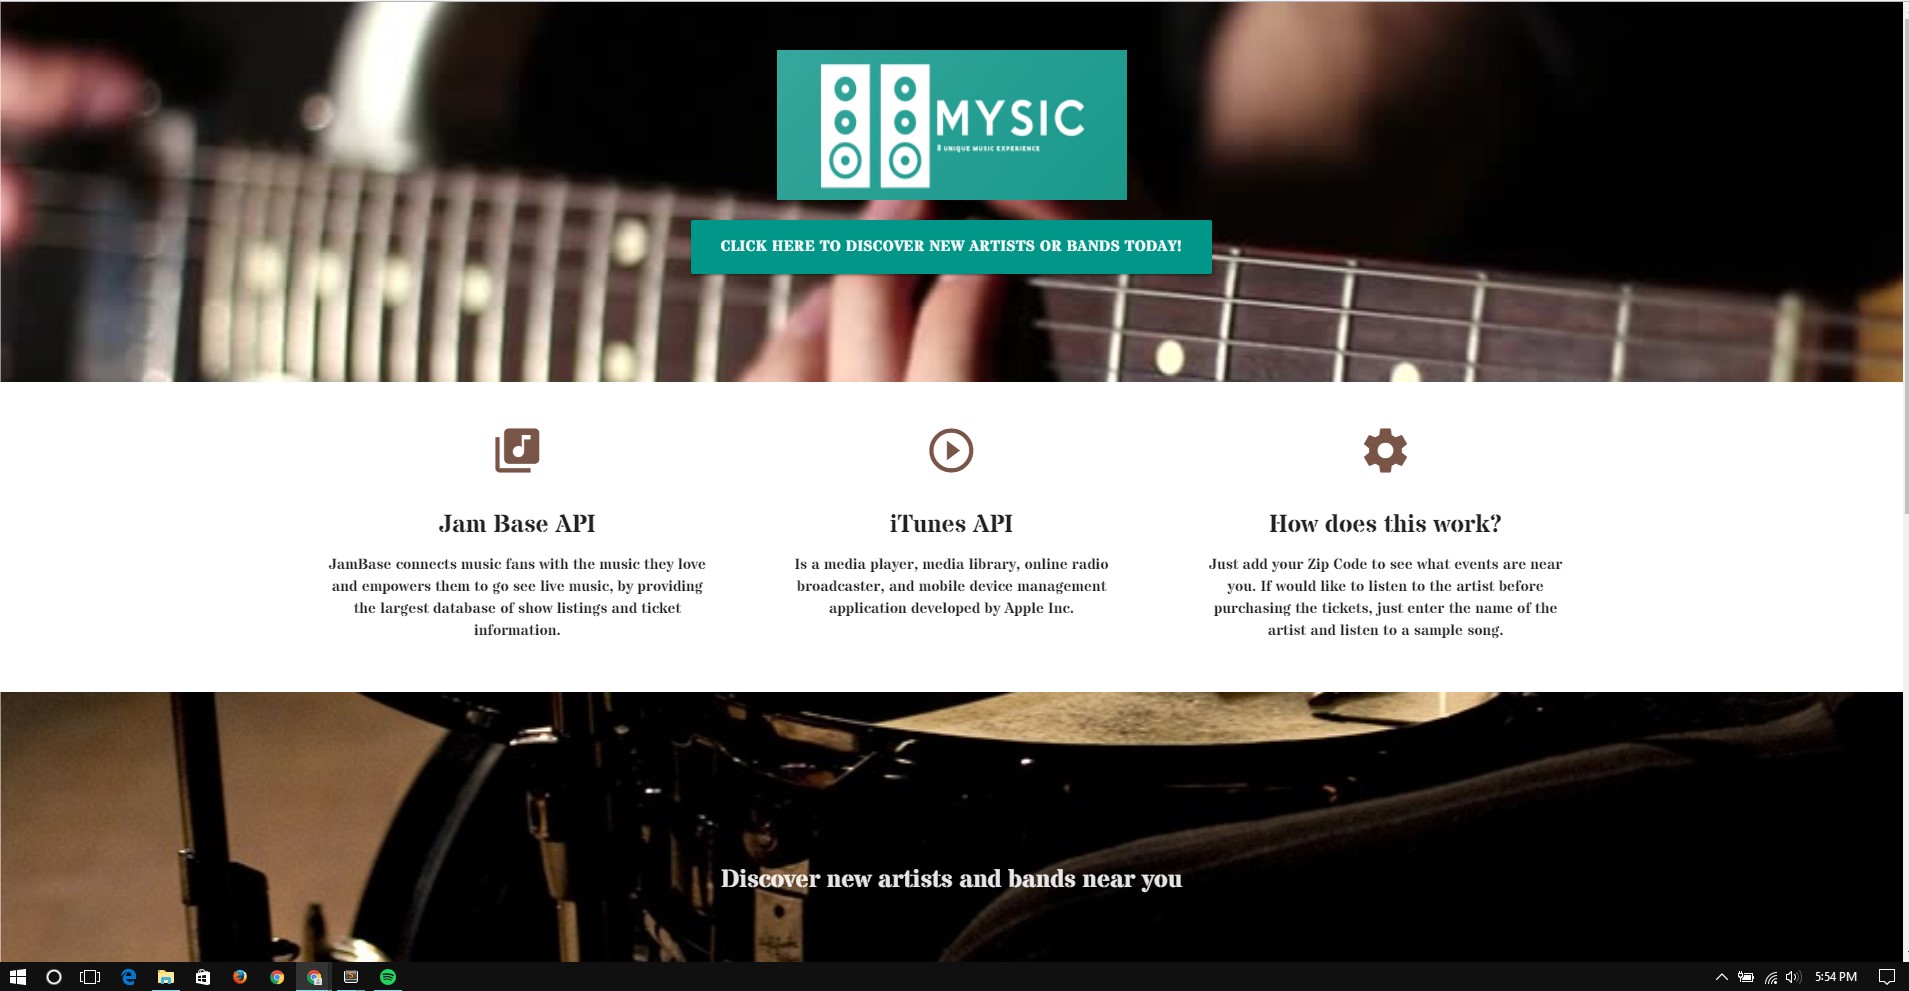 MYSIC
A UNIQUE MUSIC EXPERIENCE
CLICK HERE TO DISCOVER NEW ARTISTS OR BANDS TODAY!
Jam Base API
JamBase connects music fans with the music they love
and empowers them to go see live music, by providing
the largest database of show listings and ticket
information.
iTunes API
Is a media player, media library, online radio
broadcaster, and mobile device management
application developed by Apple Inc.
How does this work?
Just add your Zip Code to see what events are near
you. If would like to listen to the artist before
purchasing the tickets, just enter the name of the
artist and listen to a sample song.
Discover new artists and bands near you
5:54 PM